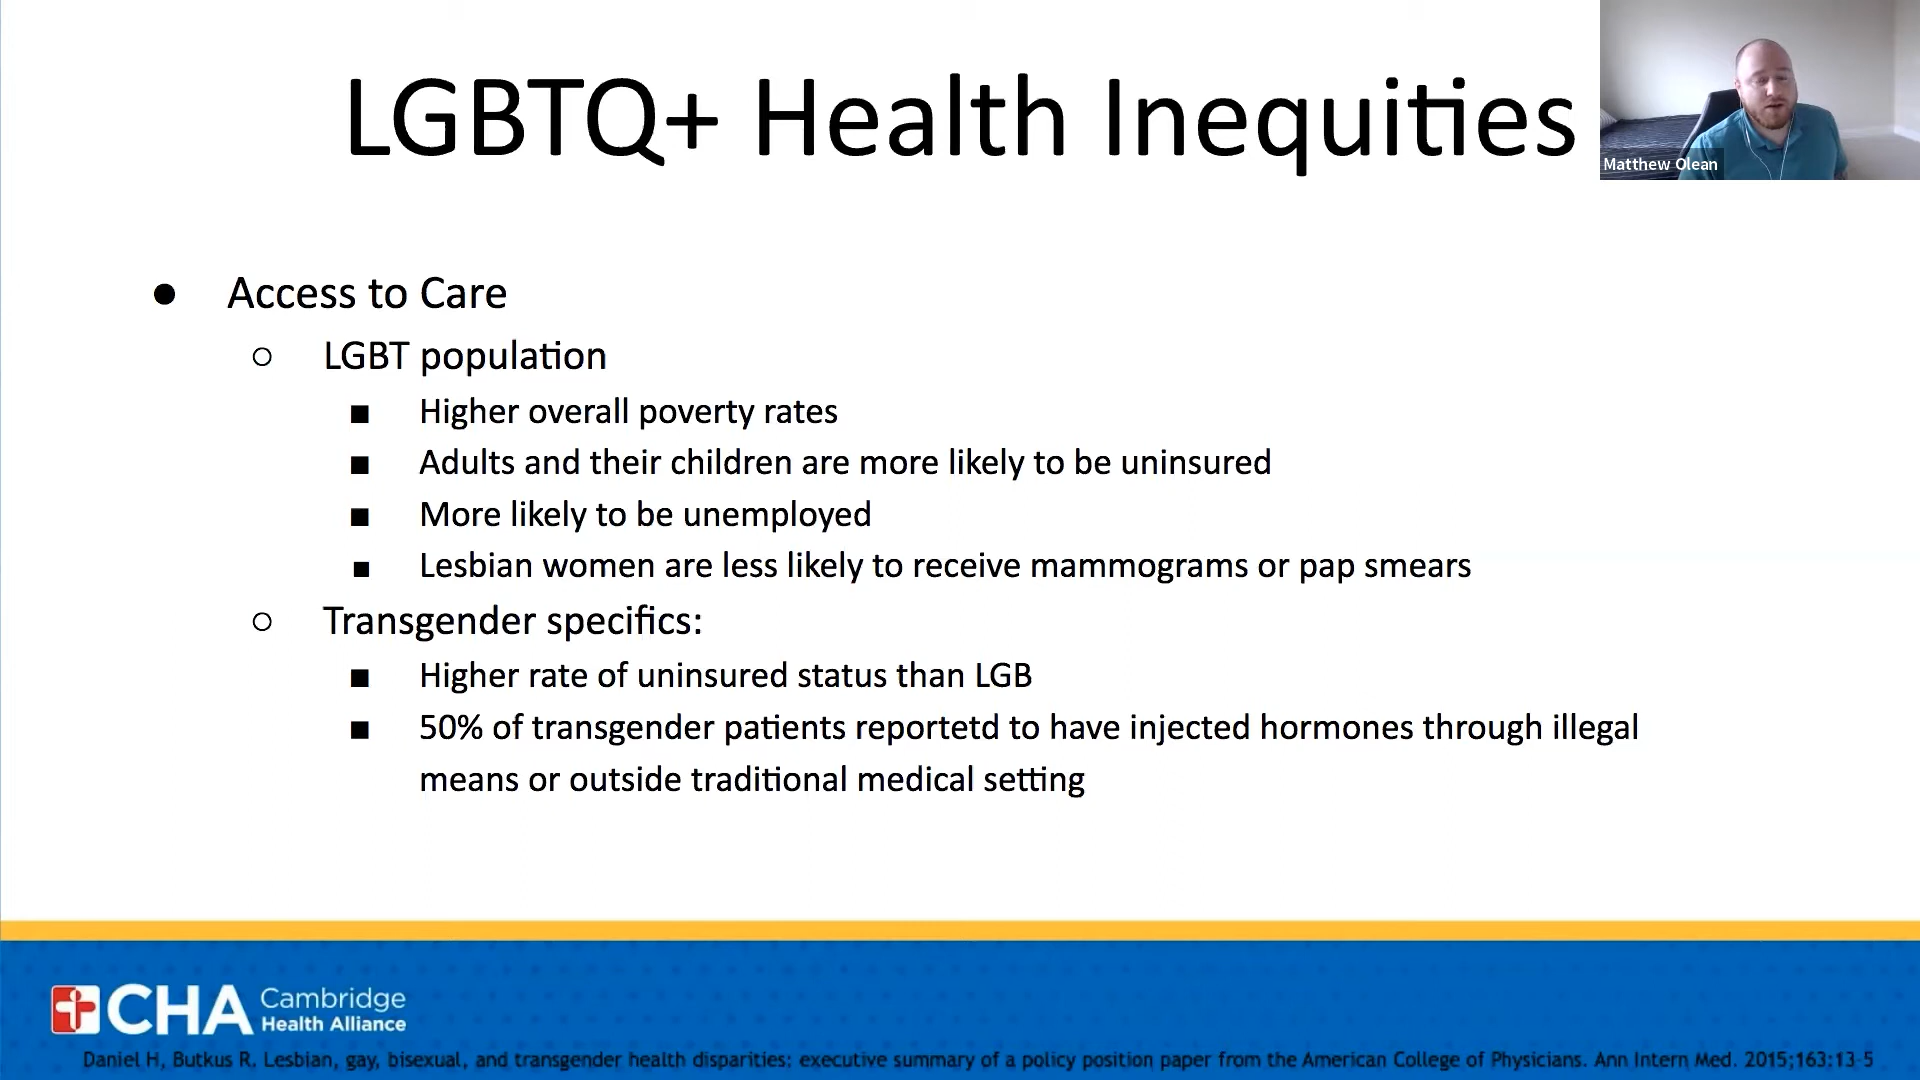 LGBTQ+ Health Inequities
Matthew Olean
● Access to Care
○ LGBT population
■ Higher overall poverty rates
■ Adults and their children are more likely to be uninsured
■ More likely to be unemployed
■ Lesbian women are less likely to receive mammograms or pap smears
○ Transgender specifics:
■ Higher rate of uninsured status than LGB
■ 50% of transgender patients reportetd to have injected hormones through illegal
means or outside traditional medical setting
CHA Cambridge
Health Alliance
Daniel H, Butkus R. Lesbian, gay, bisexual, and transgender health disparities: executive summary of a policy position paper from the American College of Physicians. Ann Intern Med. 2015;163:13-5